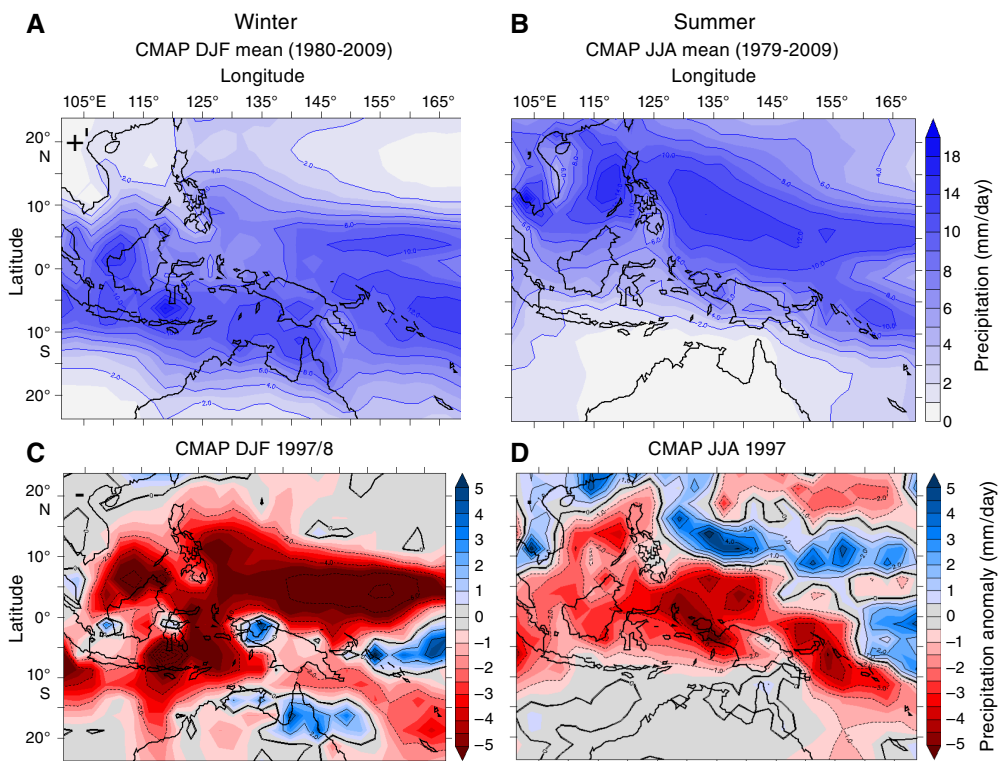 A
Winter
CMAP DJF mean (1980-2009)
Longitude
105°E 115° 125° 135° 145° 155° 165°
Latitude
20°
N
10°
0°
10°
S
20°
B
Summer
CMAP JJA mean (1979-2009)
Longitude
105°E 115° 125° 135° 145° 155° 165°
18
14
10
8
6
4
2
0
Precipitation (mm/day)
C
CMAP DJF 1997/8
Latitude
20°
N
10°
0°
10°
S
20°
5
4
3
2
1
0
−1
−2
−3
−4
−5
D
CMAP JJA 1997
5
4
3
2
1
0
−1
−2
−3
−4
−5
Precipitation anomaly (mm/day)